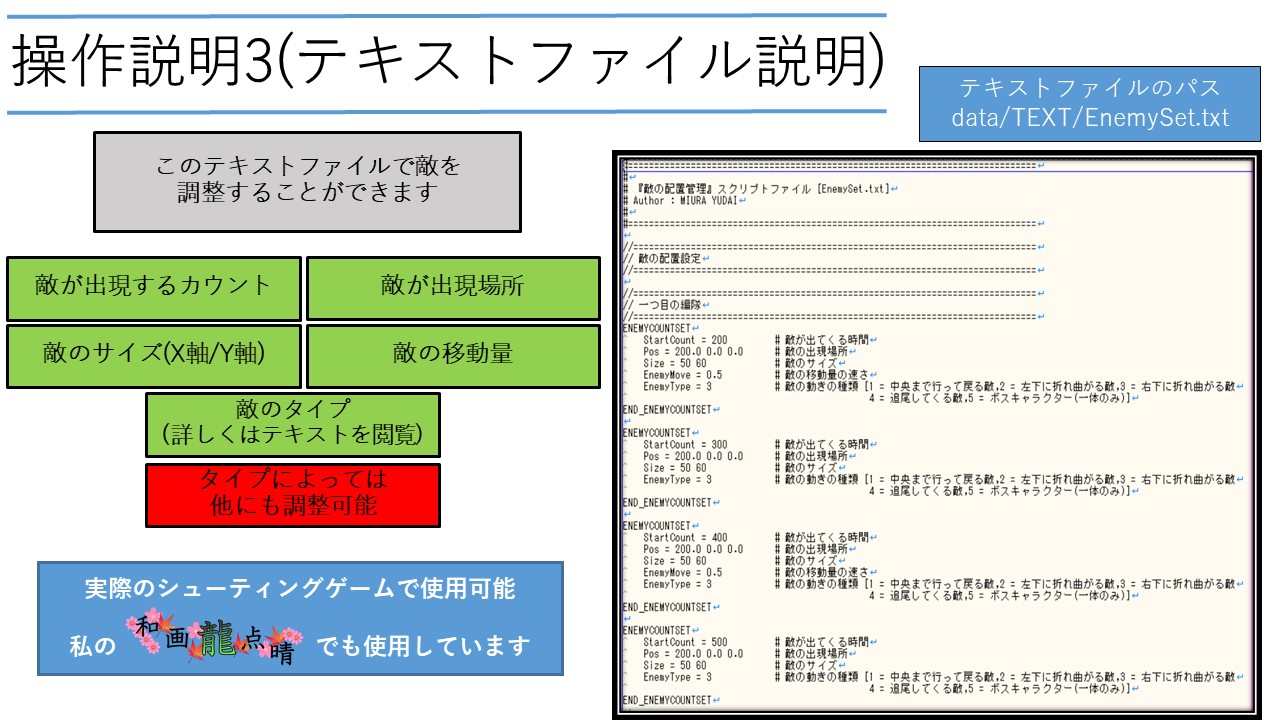 操作説明3(テキストファイル説明)
テキストファイルのパス
data/TEXT/EnemySet.txt
このテキストファイルで敵を
調整することができます
敵が出現するカウント
敵が出現場所
敵のサイズ(X軸/Y軸)
敵の移動量
敵のタイプ
(詳しくはテキストを閲覧)
タイプによっては
他にも調整可能
実際のシューティングゲームで使用可能
私の 和画龍点晴 でも使用しています
#==============================================================================↵
#↵
# 『敵の配置管理』スクリプトファイル [EnemySet.txt]↵
# Author : MIURA YUDAI↵
#↵
#==============================================================================↵
↵
//=============================================================================↵
// 敵の配置設定↵
//=============================================================================↵
↵
//=============================================================================↵
// 一つ目の編隊↵
//=============================================================================↵
ENEMYCOUNTSET↵
^ StartCount = 200 # 敵が出てくる時間↵
^ Pos = 200.0 0.0 0.0 # 敵の出現場所↵
^ Size = 50 60 # 敵のサイズ↵
^ EnemyMove = 0.5 # 敵の移動量の速さ↵
^ EnemyType = 3 # 敵の動きの種類 [1 = 中央まで行って戻る敵,2 = 左下に折れ曲がる敵,3 = 右下に折れ曲がる敵↵
4 = 追尾してくる敵,5 = ボスキャラクター(一体のみ)]↵
END_ENEMYCOUNTSET↵
↵
ENEMYCOUNTSET↵
^ StartCount = 300 # 敵が出てくる時間↵
^ Pos = 200.0 0.0 0.0 # 敵の出現場所↵
^ Size = 50 60 # 敵のサイズ↵
^ EnemyType = 3 # 敵の動きの種類 [1 = 中央まで行って戻る敵,2 = 左下に折れ曲がる敵,3 = 右下に折れ曲がる敵↵
4 = 追尾してくる敵,5 = ボスキャラクター(一体のみ)]↵
END_ENEMYCOUNTSET↵
↵
ENEMYCOUNTSET↵
^ StartCount = 400 # 敵が出てくる時間↵
^ Pos = 200.0 0.0 0.0 # 敵の出現場所↵
^ Size = 50 60 # 敵のサイズ↵
^ EnemyMove = 0.5 # 敵の移動量の速さ↵
^ EnemyType = 3 # 敵の動きの種類 [1 = 中央まで行って戻る敵,2 = 左下に折れ曲がる敵,3 = 右下に折れ曲がる敵↵
4 = 追尾してくる敵,5 = ボスキャラクター(一体のみ)]↵
END_ENEMYCOUNTSET↵
↵
ENEMYCOUNTSET↵
^ StartCount = 500 # 敵が出てくる時間↵
^ Pos = 200.0 0.0 0.0 # 敵の出現場所↵
^ Size = 50 60 # 敵のサイズ↵
^ EnemyType = 3 # 敵の動きの種類 [1 = 中央まで行って戻る敵,2 = 左下に折れ曲がる敵,3 = 右下に折れ曲がる敵↵
4 = 追尾してくる敵,5 = ボスキャラクター(一体のみ)]↵
END_ENEMYCOUNTSET↵